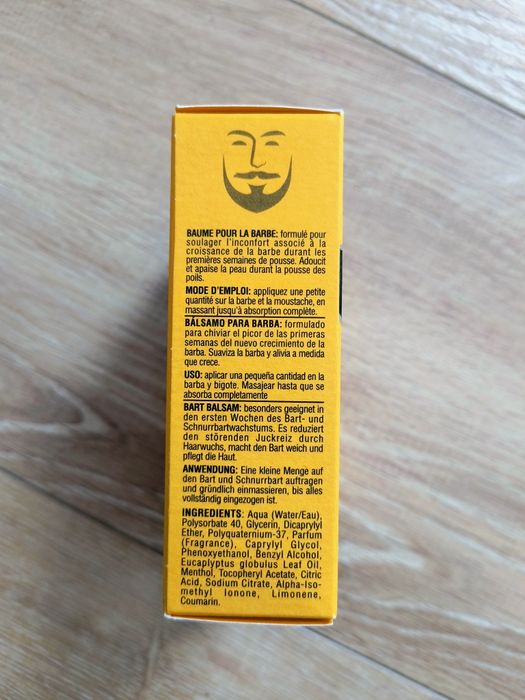 BAUME POUR LA BARBE: formulé pour
soulager l'inconfort associé à la
croissance de la barbe durant les
premières semaines de pousse. Adoucit
et apaise la peau durant la pousse des
poils.
MODE D'EMPLOI: appliquez une petite
quantité sur la barbe et la moustache, en
massant jusqu'à absorption complète.
BÁLSAMO PARA BARBA: formulado
para chiviar el picor de las primeras
semanas del nuevo crecimiento de la
barba. Suaviza la barba y alivia a medida
que crece.
USO: aplicar una pequeña cantidad en la
barba y bigote. Masajear hasta que se
absorba completamente
BART BALSAM: besonders geeignet in
den ersten Wochen des Bart- und
Schnurrbartwachstums. Es reduziert
den störenden Juckreiz durch
Haarwuchs, macht den Bart weich und
pflegt die Haut.
ANWENDUNG: Eine kleine Menge auf
den Bart und Schnurrbart auftragen
und gründlich einmassieren, bis alles
vollständig eingezogen ist.
INGREDIENTS: Aqua (Water/Eau),
Polysorbate 40, Glycerin, Dicaprylyl
Ether, Polyquaternium-37, Parfum
(Fragrance), Caprylyl Glycol,
Phenoxyethanol, Benzyl Alcohol,
Eucaplyptus globulus Leaf Oil,
Menthol, Tocopheryl Acetate, Citric
Acid, Sodium Citrate, Alpha-Iso-
methyl Ionone, Limonene,
Coumarin.